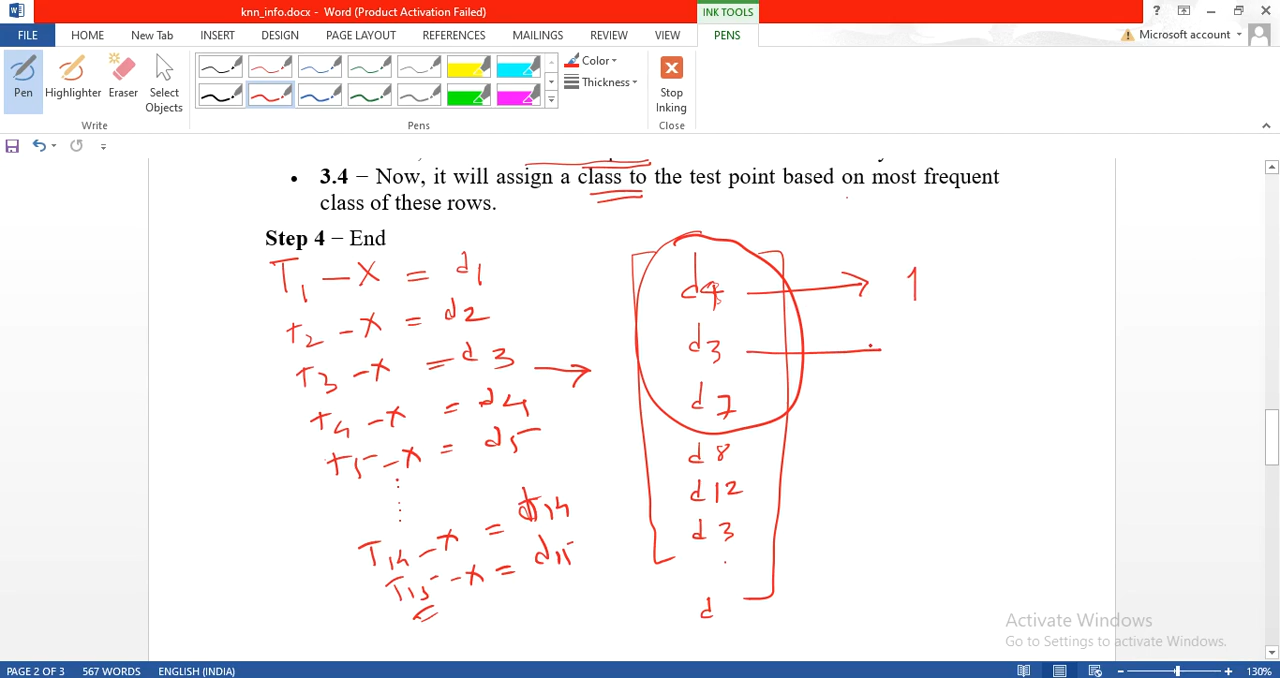 knn_info.docx - Word (Product Activation Failed)
INK TOOLS
?
FILE HOME New Tab INSERT DESIGN PAGE LAYOUT REFERENCES MAILINGS REVIEW VIEW PENS Microsoft account
Pen Highlighter Eraser Select Objects
Color
Thickness
Stop Inking
Write Pens Close
• 3.4 − Now, it will assign a class to the test point based on most frequent
class of these rows.
Step 4 − End
T1 - X = d1
T2 - X = d2
T3 - X = d3
T4 - X = d4
T5 - X = d5
T14 - X = d14
T15 - X = d15
d4 → 1
d3
d7
d8
d12
d3
d
Activate Windows
Go to Settings to activate Windows.
PAGE 2 OF 3 567 WORDS ENGLISH (INDIA) 130%